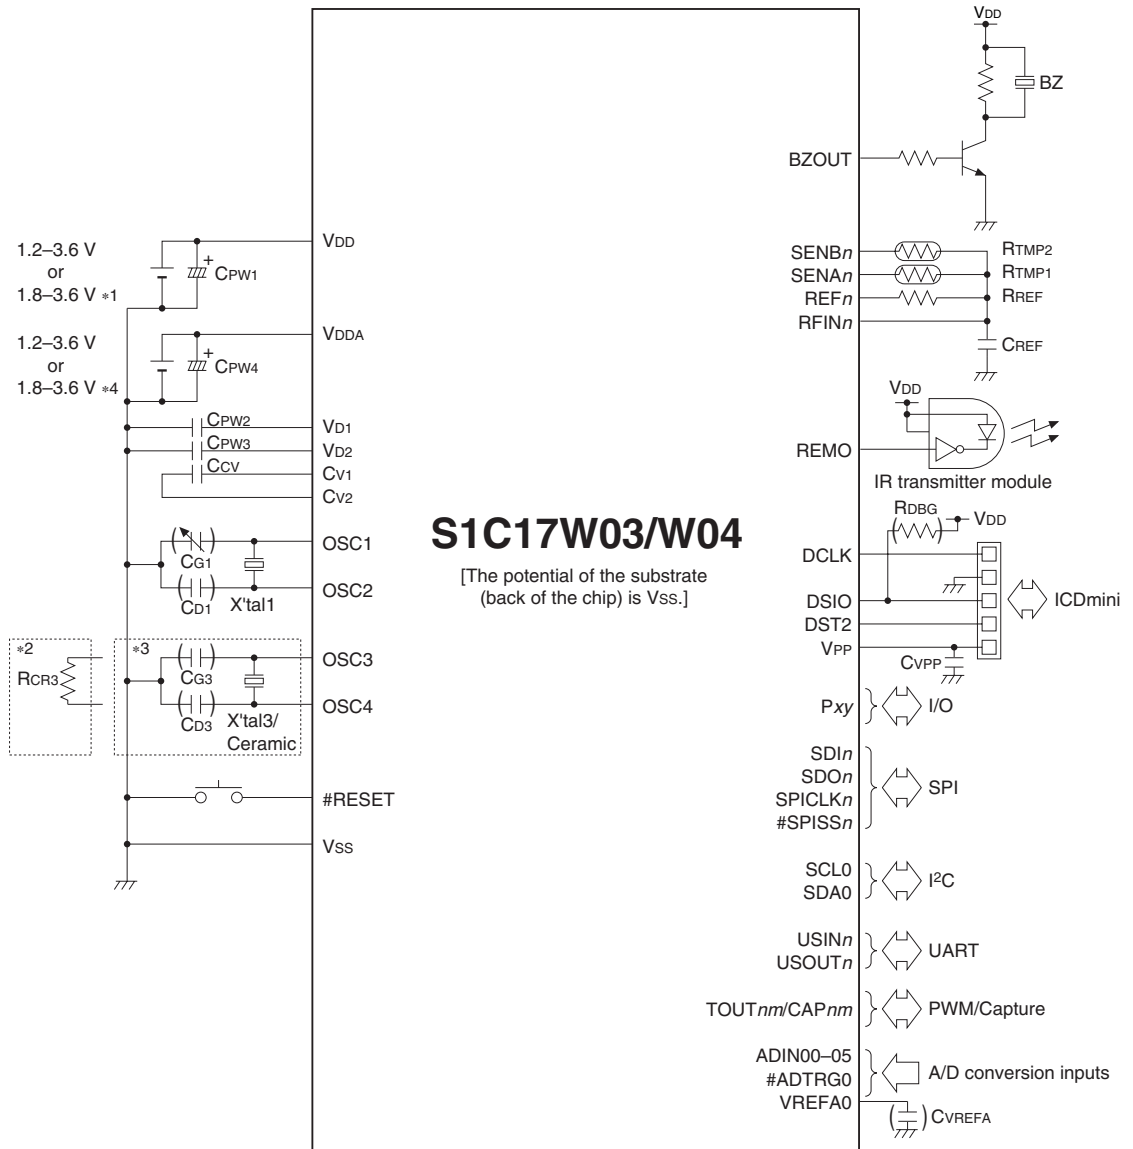 VDD
BZ
BZOUT
VDD
1.2–3.6 V
or
1.8–3.6 V *1
+
CPW1
SENBn
RTMP2
SENAn
RTMP1
REFn
RREF
RFINn
CREF
VDDA
1.2–3.6 V
or
1.8–3.6 V *4
+
CPW4
VDD
REMO
IR transmitter module
CPW2
VD1
CPW3
VD2
CCV
CV1
CV2
S1C17W03/W04
[The potential of the substrate
(back of the chip) is VSS.]
RDBG
VDD
DCLK
DSIO
ICDmini
DST2
VPP
CVPP
OSC1
CG1
OSC2
CD1
X'tal1
*2
RCR3
*3
OSC3
CG3
OSC4
CD3
X'tal3/
Ceramic
Pxy
I/O
SDIn
SDOn
SPICLKn
#SPISSn
SPI
#RESET
VSS
SCL0
SDA0
I2C
USINn
USOUTn
UART
TOUTnm/CAPnm
PWM/Capture
ADIN00–05
#ADTRG0
A/D conversion inputs
VREFA0
CVREFA